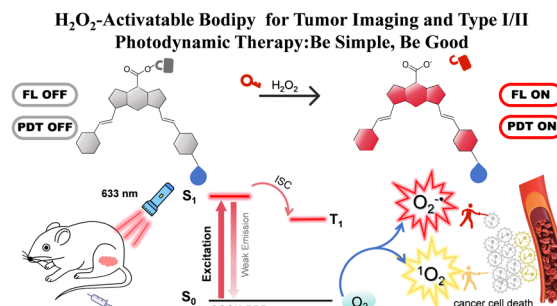 H₂O₂-Activatable Bodipy for Tumor Imaging and Type I/II
Photodynamic Therapy:Be Simple, Be Good
O O
O O⁻
FL OFF
H₂O₂
FL ON
PDT OFF
PDT ON
633 nm
S₁
ISC
T₁
Excitation
Weak Emission
O₂⁻•
¹O₂
S₀
O₂
cancer cell death